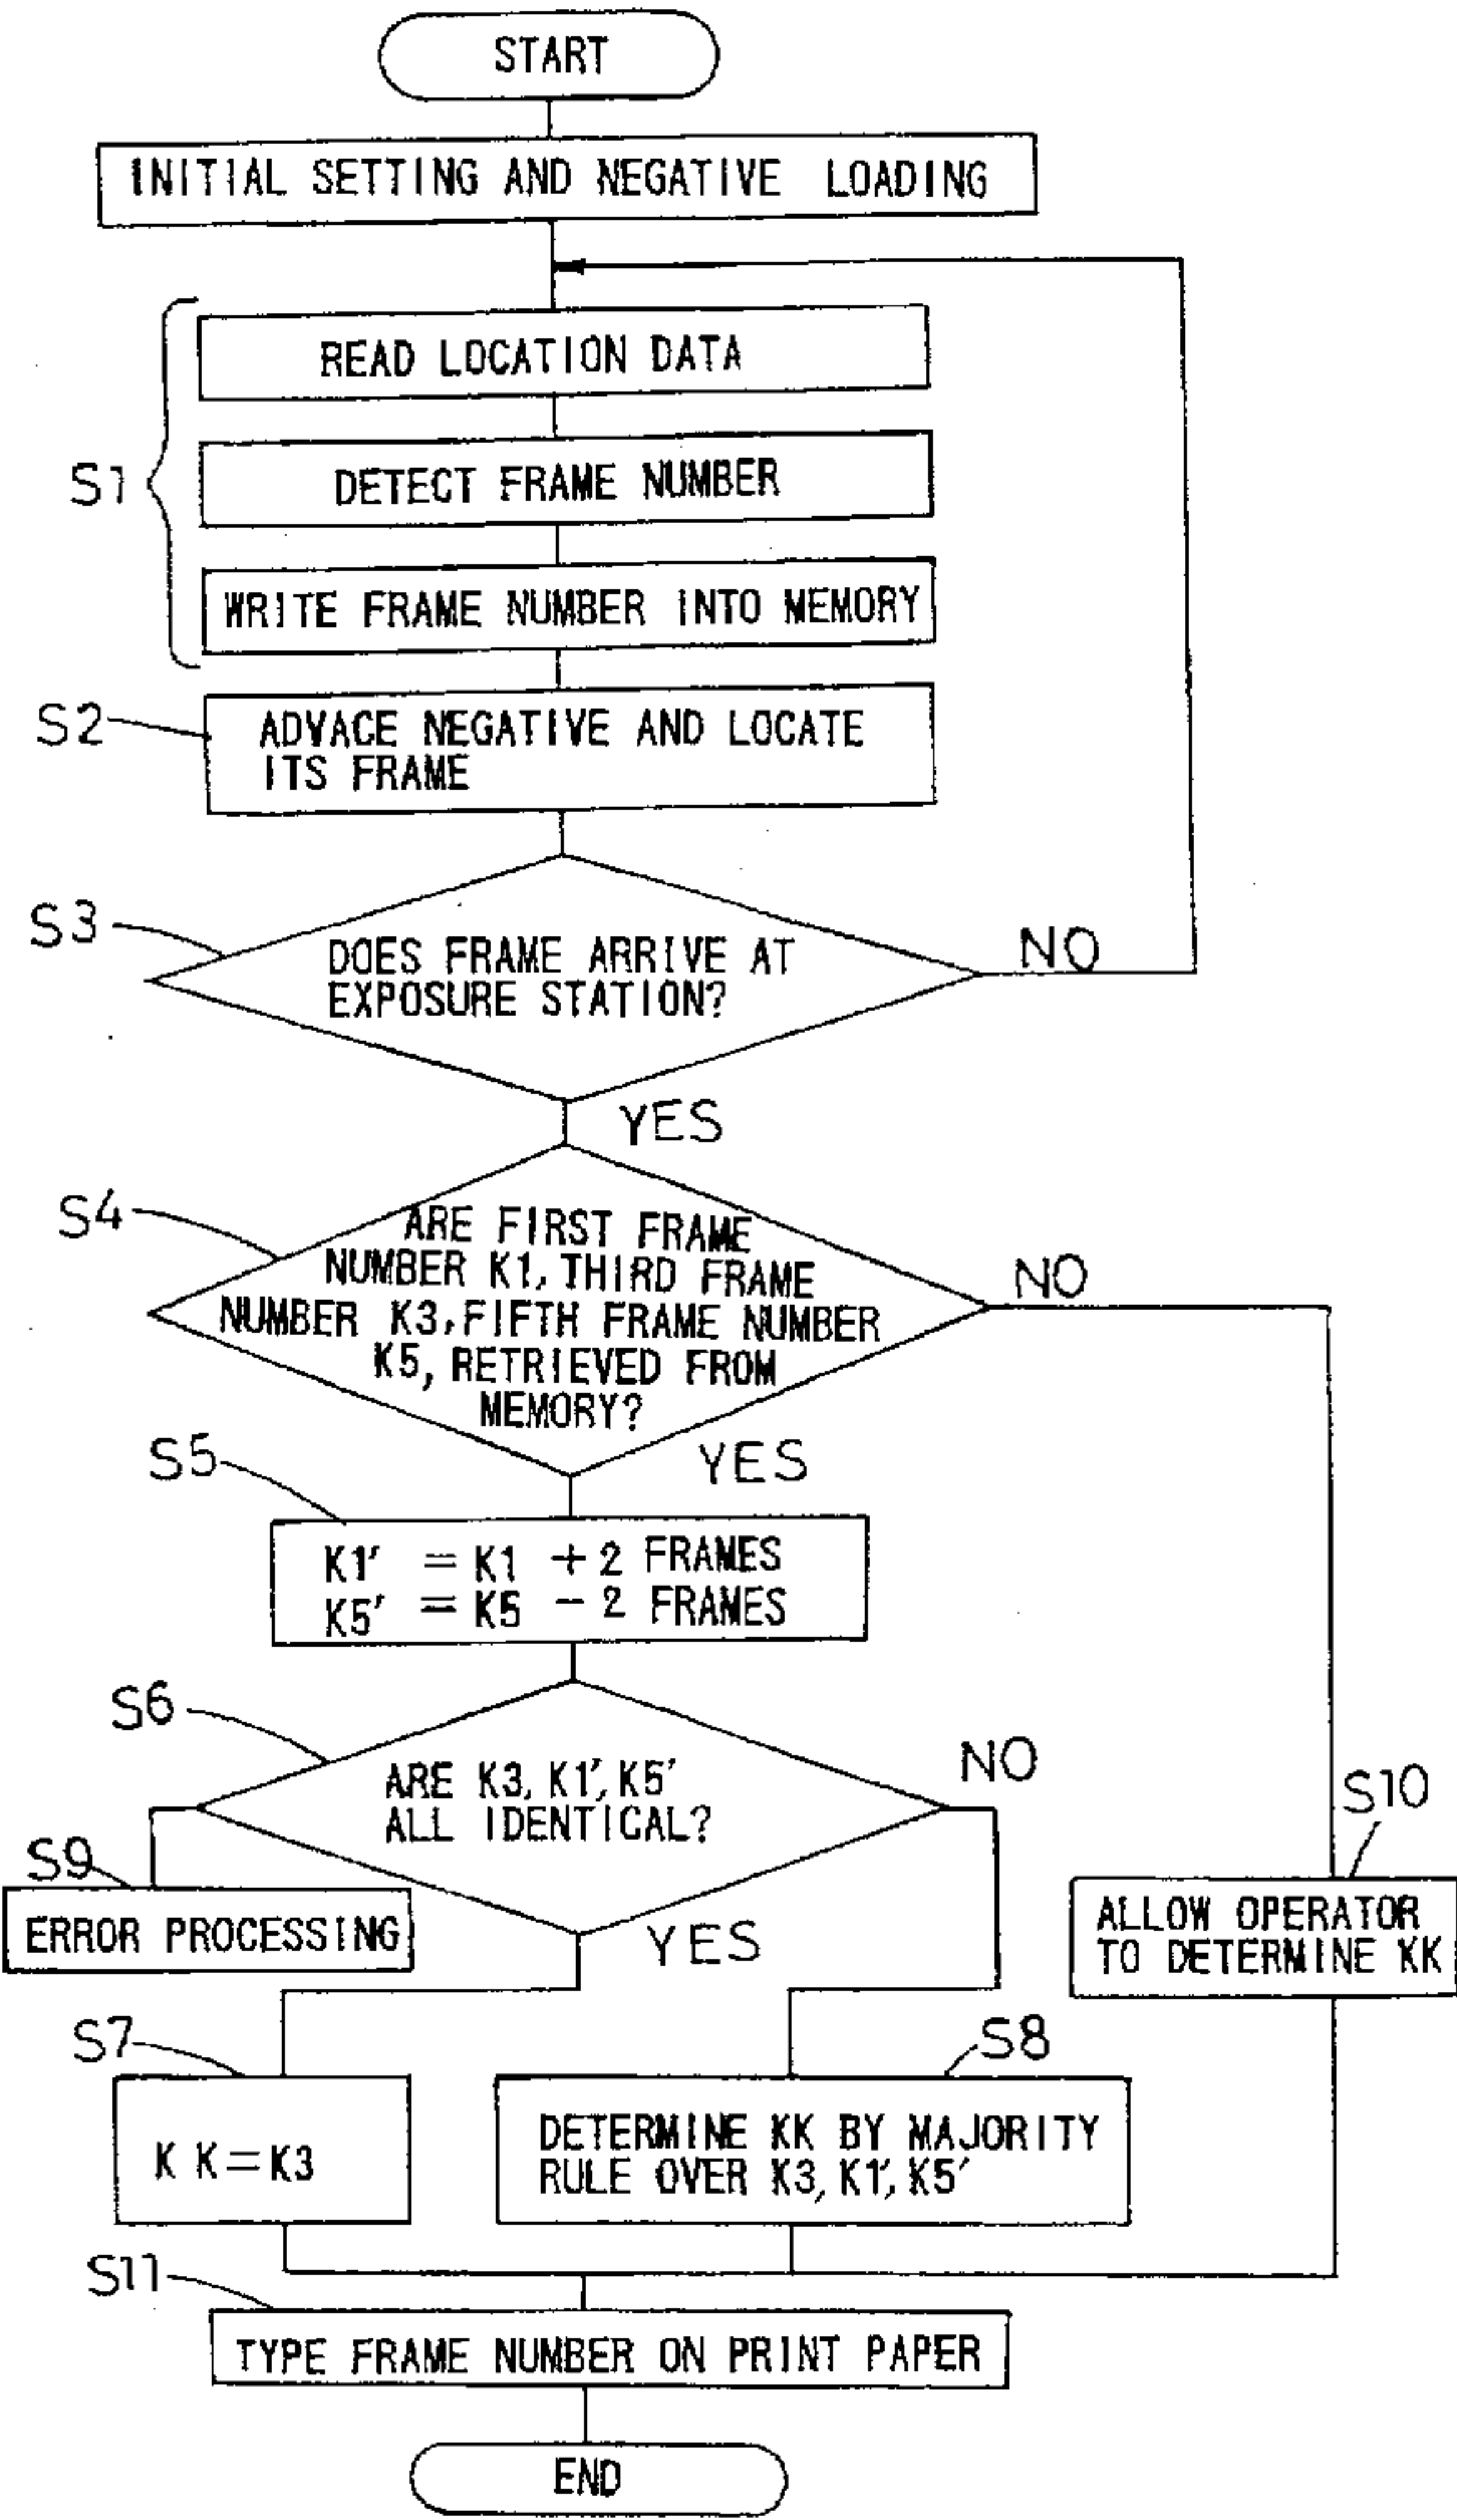 START
INITIAL SETTING AND NEGATIVE LOADING
READ LOCATION DATA
S1
DETECT FRAME NUMBER
WRITE FRAME NUMBER INTO MEMORY
S2
ADVACE NEGATIVE AND LOCATE
ITS FRAME
S3
DOES FRAME ARRIVE AT
EXPOSURE STATION?
NO
YES
S4
ARE FIRST FRAME
NUMBER K1, THIRD FRAME
NUMBER K3, FIFTH FRAME NUMBER
K5, RETRIEVED FROM
MEMORY?
NO
YES
S5
K1' = K1 + 2 FRAMES
K5' = K5 - 2 FRAMES
S6
ARE K3, K1', K5'
ALL IDENTICAL?
NO
YES
S9
ERROR PROCESSING
S10
ALLOW OPERATOR
TO DETERMINE KK
S7
K K = K3
S8
DETERMINE KK BY MAJORITY
RULE OVER K3, K1', K5'
S11
TYPE FRAME NUMBER ON PRINT PAPER
END